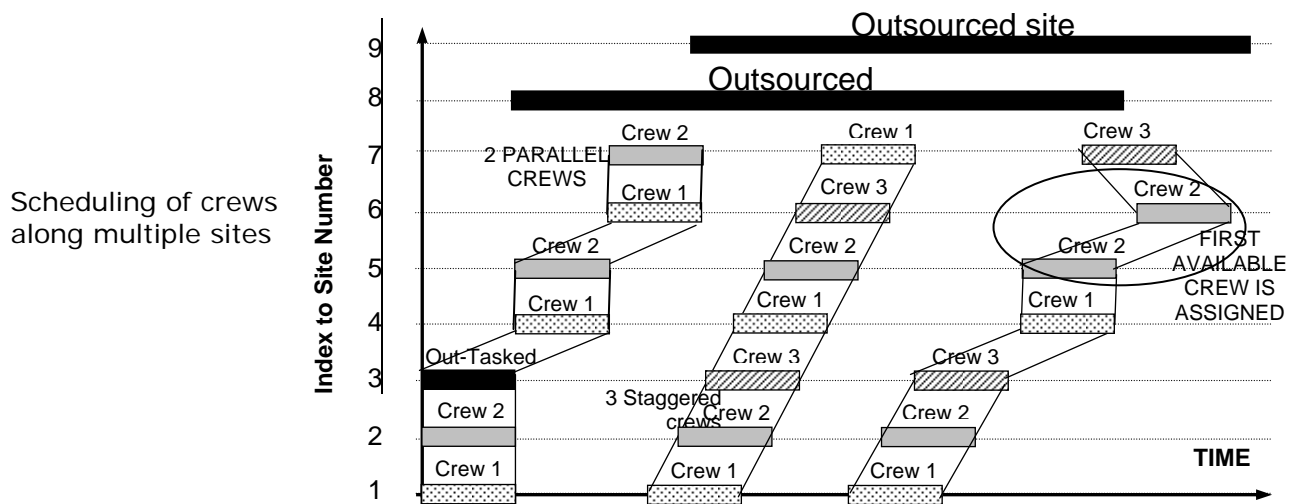 Scheduling of crews
along multiple sites
Index to Site Number
9
Outsourced site
8
Outsourced
7
Crew 2
Crew 1
Crew 3
2 PARALLEL
CREWS
6
Crew 1
Crew 3
Crew 2
5
Crew 2
Crew 2
Crew 2
FIRST
AVAILABLE
CREW IS
ASSIGNED
4
Crew 1
Crew 1
Crew 1
3
Out-Tasked
Crew 3
Crew 3
3 Staggered
crews
2
Crew 2
Crew 2
Crew 2
1
Crew 1
Crew 1
Crew 1
TIME